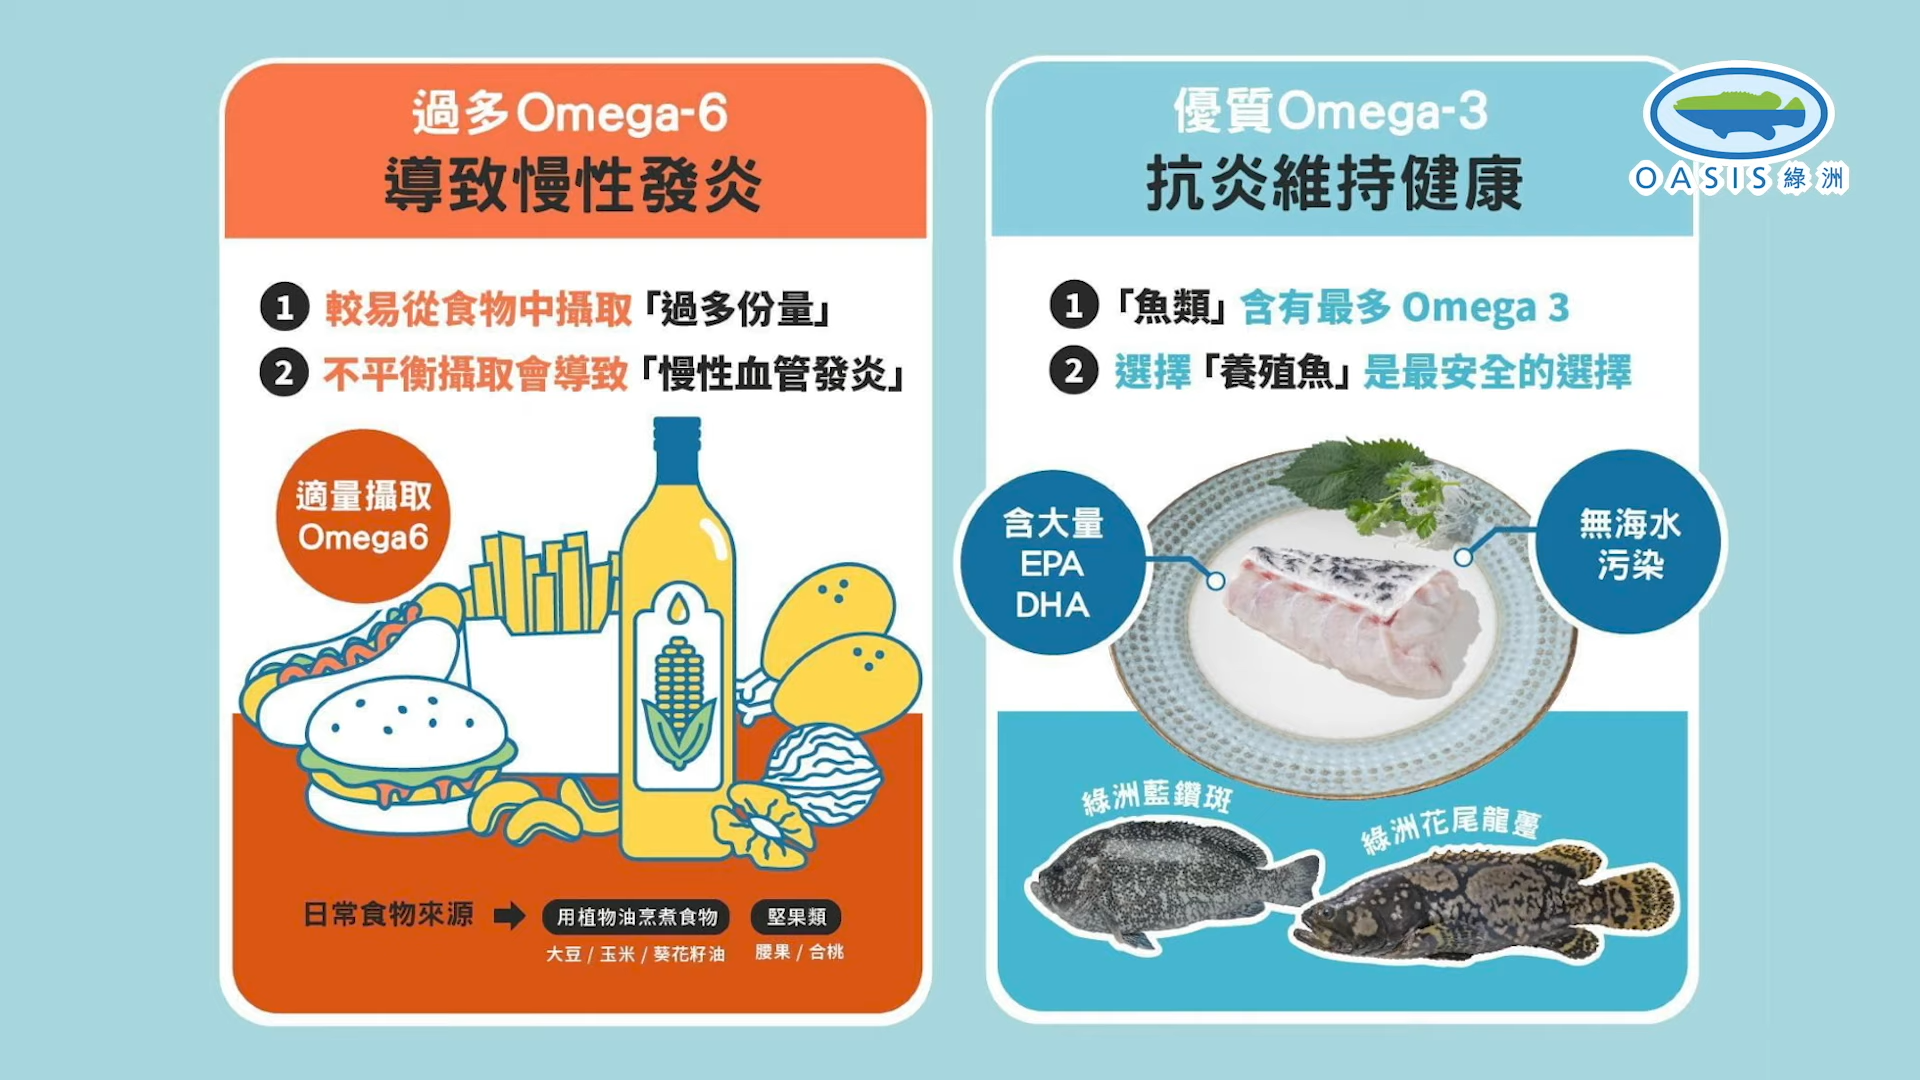 過多Omega-6
導致慢性發炎
1 較易從食物中攝取「過多份量」
2 不平衡攝取會導致「慢性血管發炎」
適量攝取
Omega6
日常食物來源
用植物油烹煮食物
堅果類
大豆 / 玉米 / 葵花籽油
腰果 / 合桃
優質Omega-3
抗炎維持健康
OASIS 綠洲
1 「魚類」含有最多 Omega 3
2 選擇「養殖魚」是最安全的選擇
含大量
EPA
DHA
無海水
污染
綠洲藍鑽斑
綠洲花尾龍躉